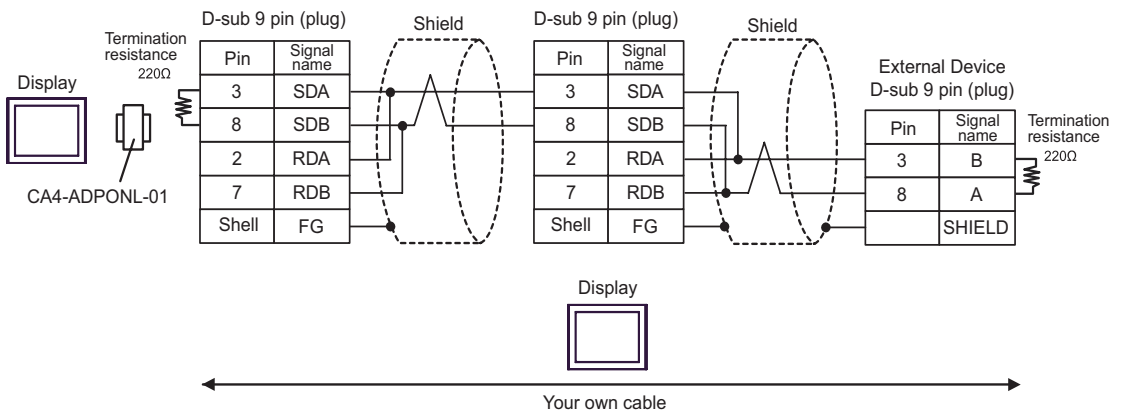 Display
CA4-ADPONL-01
Termination
resistance
220Ω
D-sub 9 pin (plug)
Pin Signal name
3 SDA
8 SDB
2 RDA
7 RDB
Shell FG
Shield
D-sub 9 pin (plug)
Pin Signal name
3 SDA
8 SDB
2 RDA
7 RDB
Shell FG
Shield
External Device
D-sub 9 pin (plug)
Pin Signal name
3 B
8 A
SHIELD
Termination
resistance
220Ω
Display
Your own cable